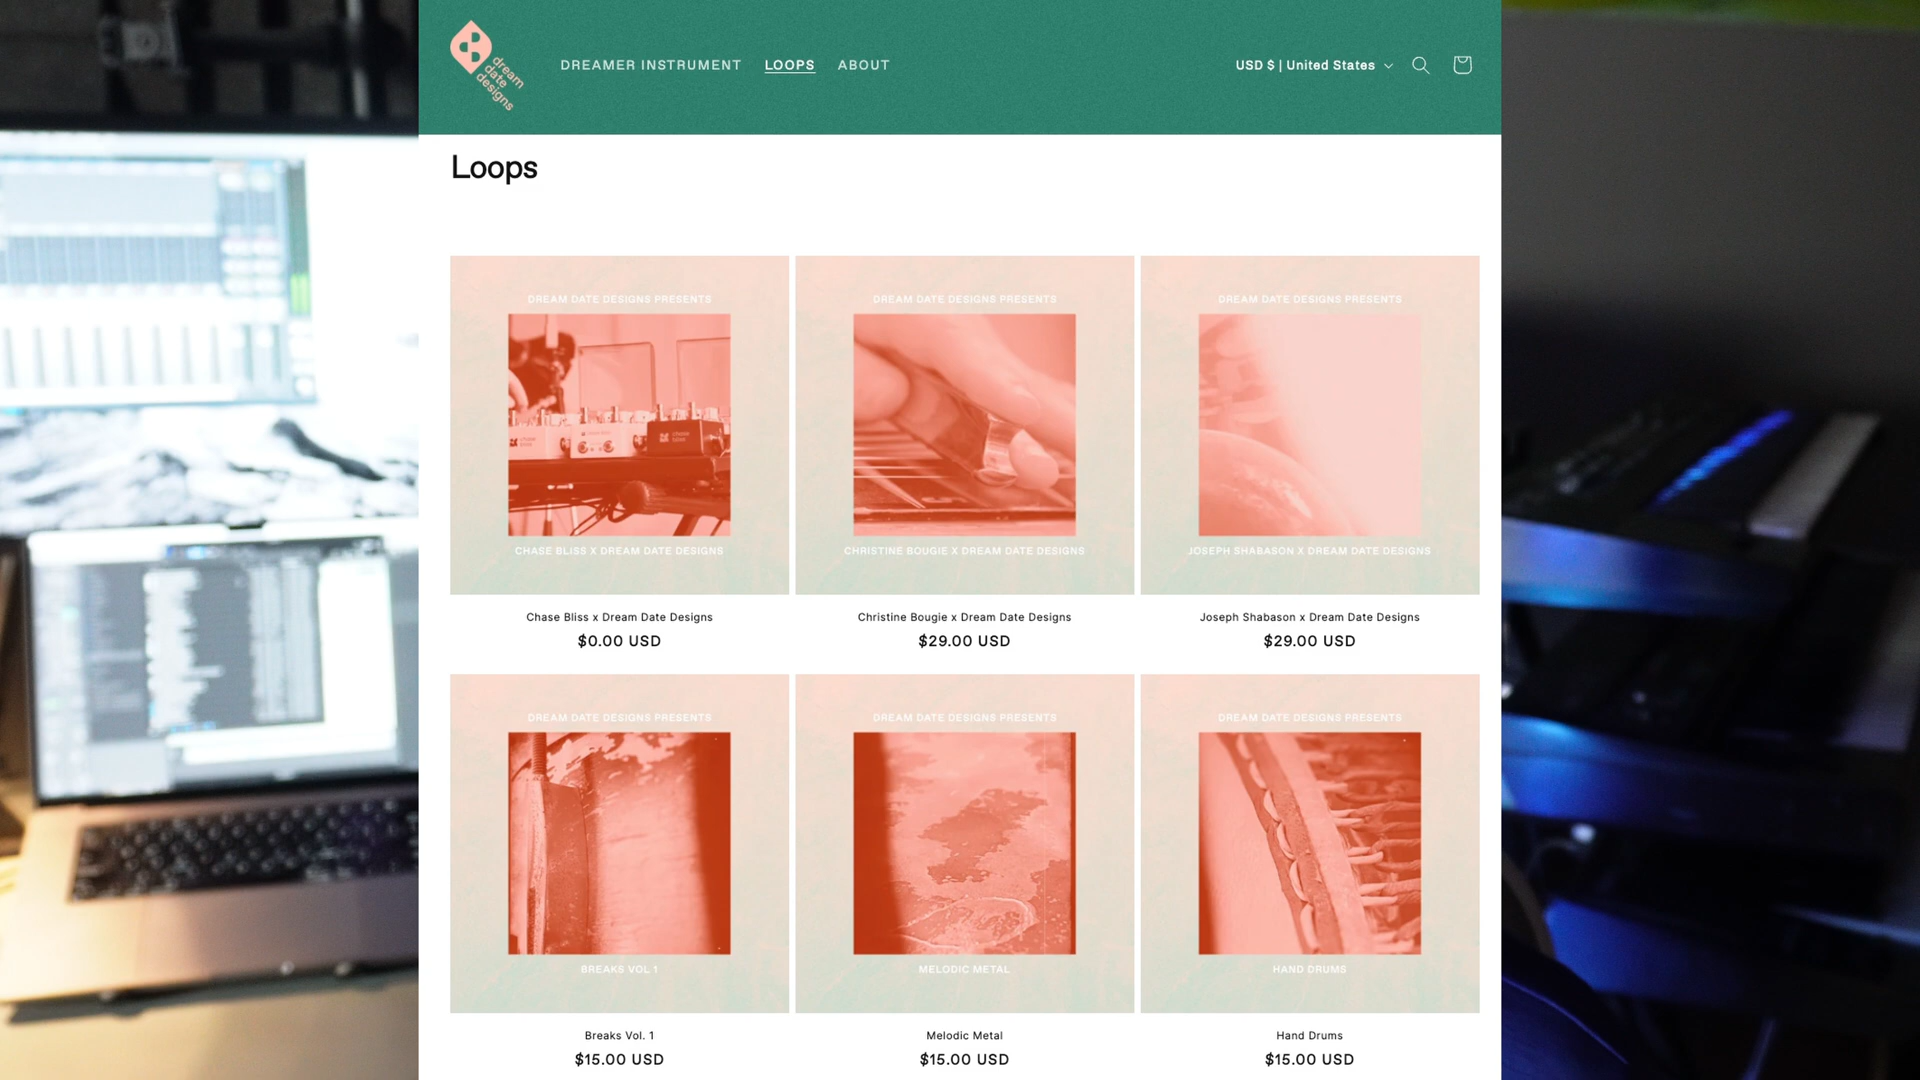 dream
date
designs
DREAMER INSTRUMENT
LOOPS
ABOUT
USD $ | United States
Loops
DREAM DATE DESIGNS PRESENTS
CHASE BLISS X DREAM DATE DESIGNS
Chase Bliss x Dream Date Designs
$0.00 USD
DREAM DATE DESIGNS PRESENTS
CHRISTINE BOUGIE X DREAM DATE DESIGNS
Christine Bougie x Dream Date Designs
$29.00 USD
DREAM DATE DESIGNS PRESENTS
JOSEPH SHABASON X DREAM DATE DESIGNS
Joseph Shabason x Dream Date Designs
$29.00 USD
DREAM DATE DESIGNS PRESENTS
BREAKS VOL 1
Breaks Vol. 1
$15.00 USD
DREAM DATE DESIGNS PRESENTS
MELODIC METAL
Melodic Metal
$15.00 USD
DREAM DATE DESIGNS PRESENTS
HAND DRUMS
Hand Drums
$15.00 USD